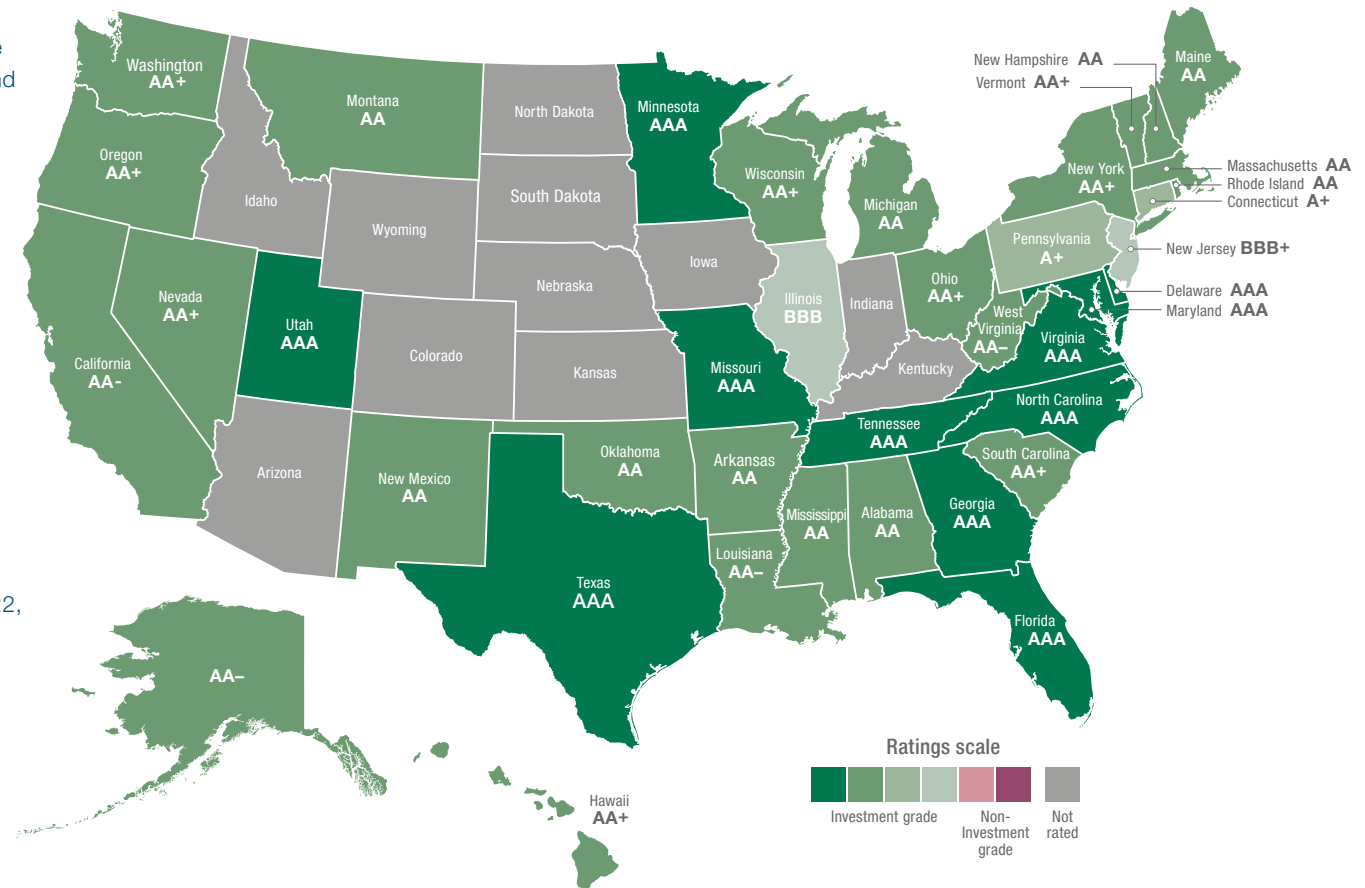 e
nd
22,
Washington
AA+
Oregon
AA+
California
AA-
Nevada
AA+
Idaho
Montana
AA
Wyoming
Utah
AAA
Arizona
Colorado
New Mexico
AA
North Dakota
South Dakota
Nebraska
Kansas
Oklahoma
AA
Texas
AAA
Minnesota
AAA
Iowa
Missouri
AAA
Arkansas
AA
Louisiana
AA–
Wisconsin
AA+
Illinois
BBB
Michigan
AA
Indiana
Ohio
AA+
Kentucky
Tennessee
AAA
Mississippi
AA
Alabama
AA
Georgia
AAA
Florida
AAA
South Carolina
AA+
North Carolina
AAA
Virginia
AAA
West
Virginia
AA–
Pennsylvania
A+
New York
AA+
Maine
AA
New Hampshire AA
Vermont AA+
Massachusetts AA
Rhode Island AA
Connecticut A+
New Jersey BBB+
Delaware AAA
Maryland AAA
AA–
Hawaii
AA+
Ratings scale
Investment grade
Non-
Investment
grade
Not
rated